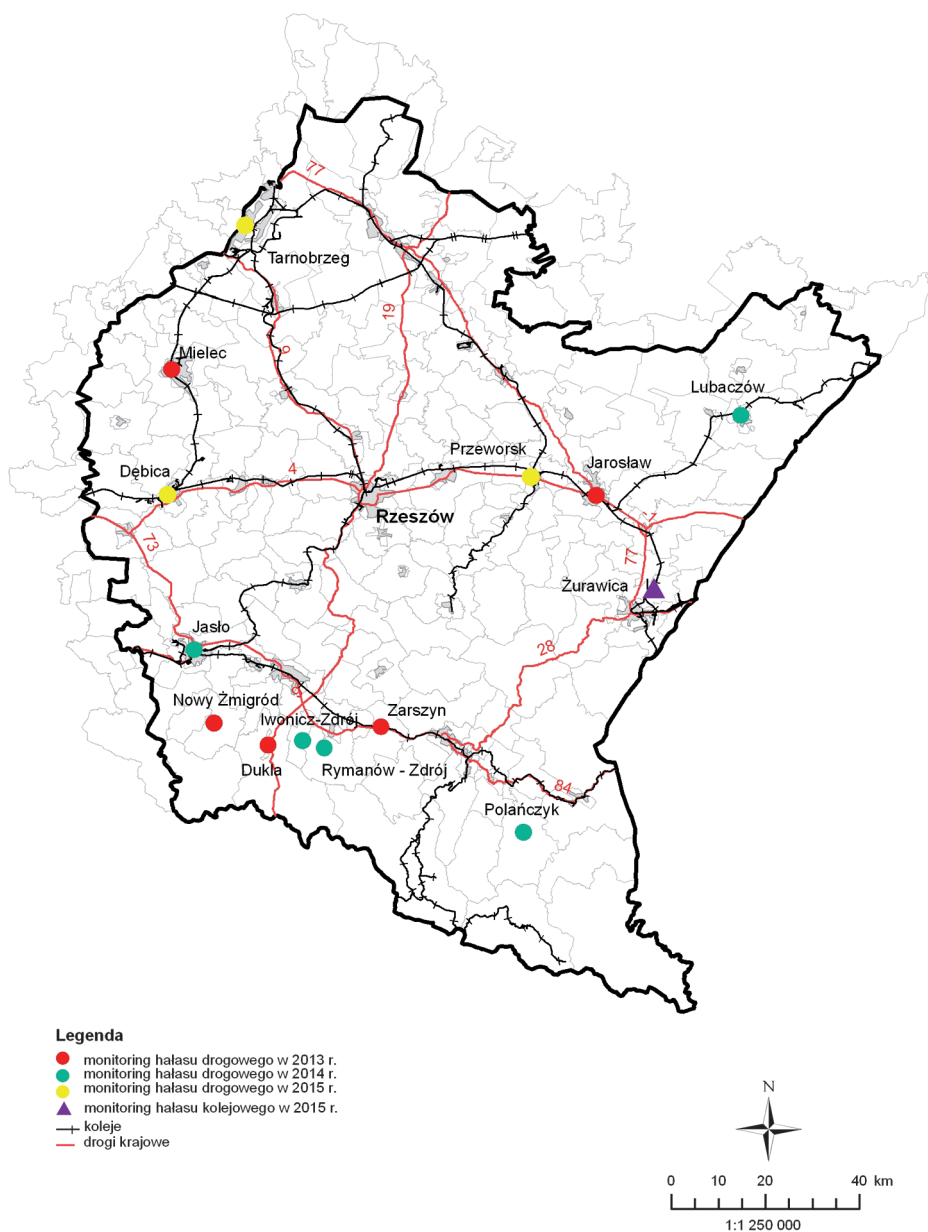 77
Tarnobrzeg
19
9
Mielec
Lubaczów
Dębica
4
Przeworsk
Jarosław
Rzeszów
73
77
Żurawica
Jasło
28
9
Nowy Żmigród
Iwonicz-Zdrój
Zarszyn
Dukla
Rymanów - Zdrój
84
Polańczyk
Legenda
monitoring hałasu drogowego w 2013 r.
monitoring hałasu drogowego w 2014 r.
monitoring hałasu drogowego w 2015 r.
monitoring hałasu kolejowego w 2015 r.
koleje
drogi krajowe
N
0 10 20 40 km
1:1 250 000